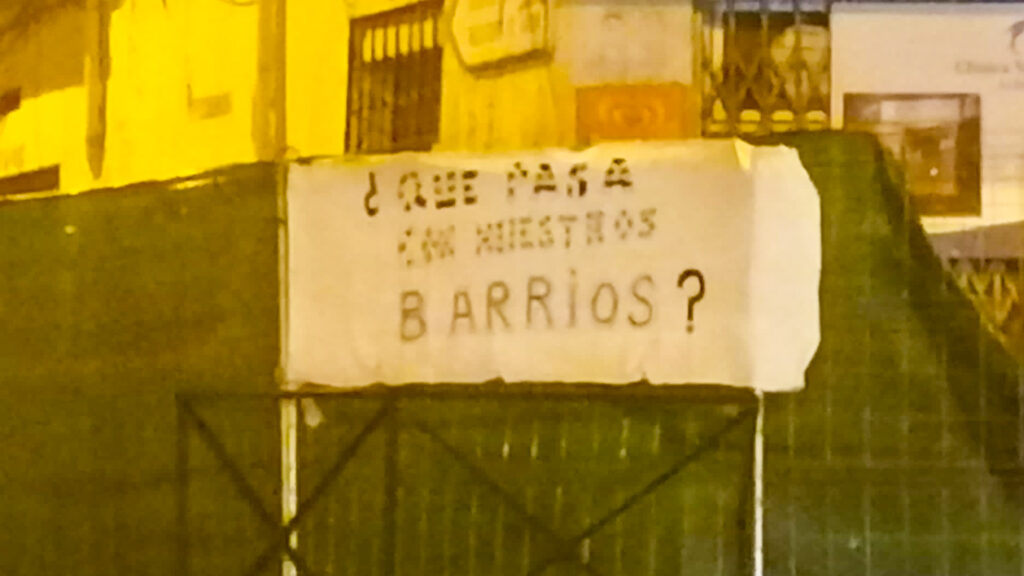 ¿QUE PASA
CON NUESTROS
BARRIOS?